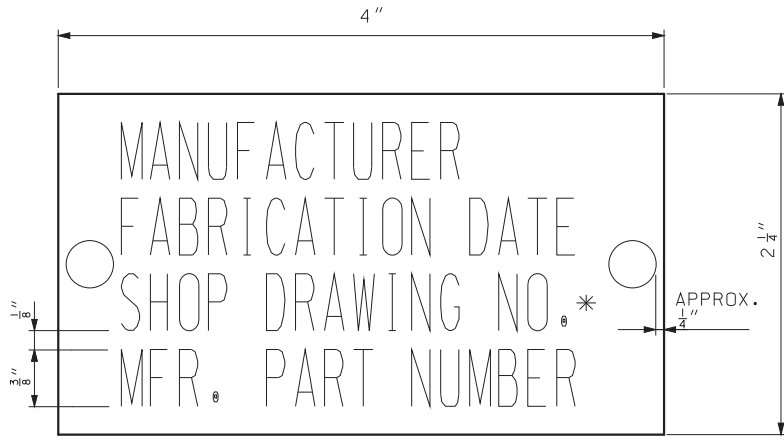 4"
MANUFACTURER
FABRICATION DATE
SHOP DRAWING NO.*
MFR. PART NUMBER
2 1/4"
1/8"
3/8"
APPROX.
1/4"